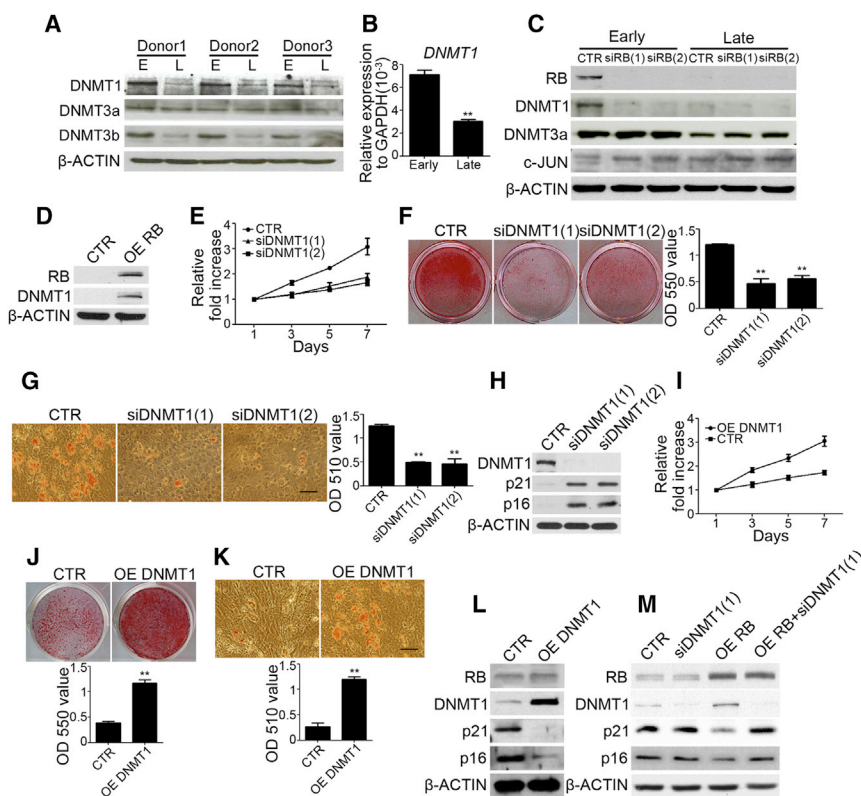 A
Donor1 Donor2 Donor3
E L E L E L
DNMT1
DNMT3a
DNMT3b
β-ACTIN
B
DNMT1
Relative expression
to GAPDH(10⁻³)
8
6
4
2
0
**
Early Late
C
Early Late
CTR siRB(1) siRB(2) CTR siRB(1) siRB(2)
RB
DNMT1
DNMT3a
c-JUN
β-ACTIN
D
CTR OE RB
RB
DNMT1
β-ACTIN
E
Relative
fold increase
4
3
2
1
0
CTR
siDNMT1(1)
siDNMT1(2)
1 3 5 7
Days
F
CTR siDNMT1(1) siDNMT1(2)
OD 550 value
1.5
1
0.5
0
** **
CTR siDNMT1(1) siDNMT1(2)
G
CTR siDNMT1(1) siDNMT1(2)
OD 510 value
1.5
1
0.5
0
** **
CTR siDNMT1(1) siDNMT1(2)
H
CTR siDNMT1(1) siDNMT1(2)
DNMT1
p21
p16
β-ACTIN
I
Relative
fold increase
4
3
2
1
0
OE DNMT1
CTR
1 3 5 7
Days
J
CTR OE DNMT1
OD 550 value
1.5
1
0.5
0
**
CTR OE DNMT1
K
CTR OE DNMT1
OD 510 value
1.5
1
0.5
0
**
CTR OE DNMT1
L
CTR OE DNMT1
RB
DNMT1
p21
p16
β-ACTIN
M
CTR siDNMT1(1) OE RB OE RB+siDNMT1(1)
RB
DNMT1
p21
p16
β-ACTIN